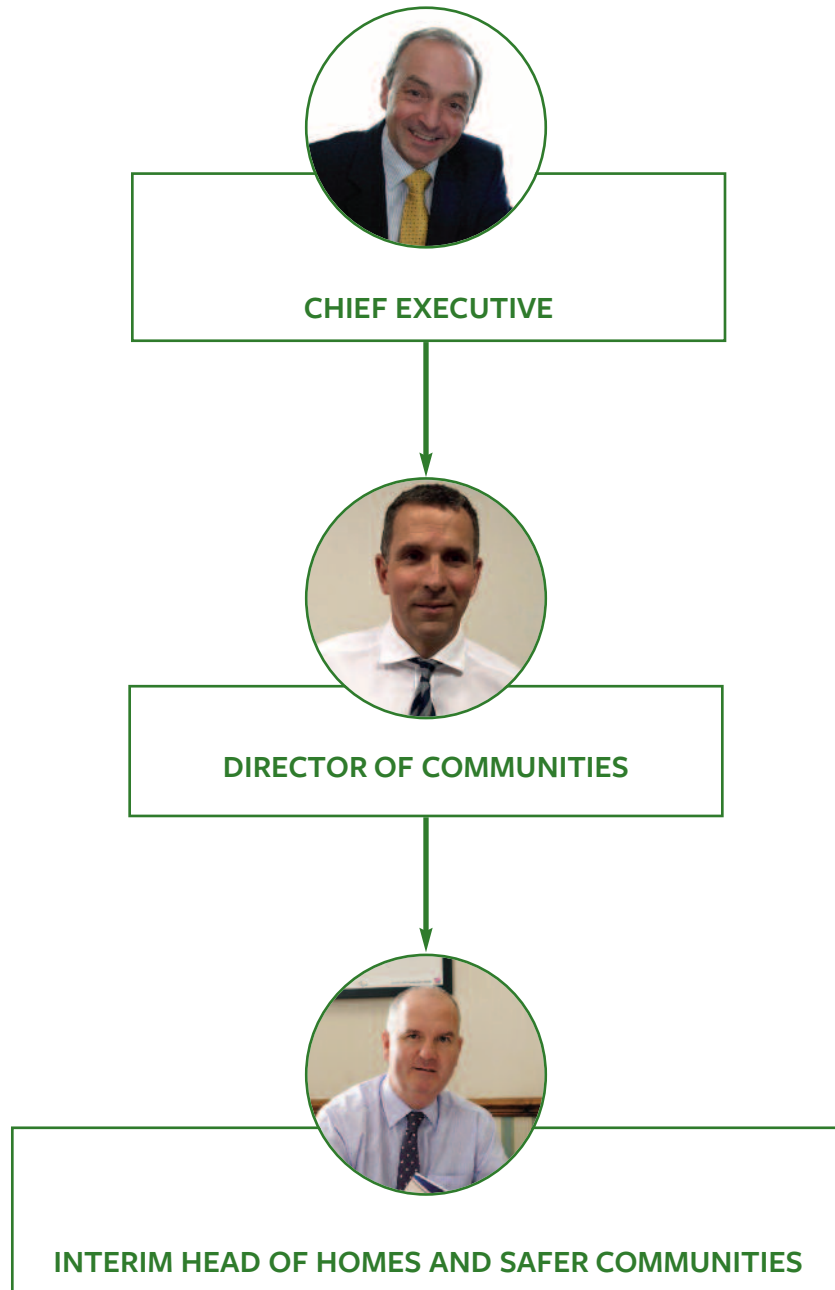 CHIEF EXECUTIVE
DIRECTOR OF COMMUNITIES
INTERIM HEAD OF HOMES AND SAFER COMMUNITIES